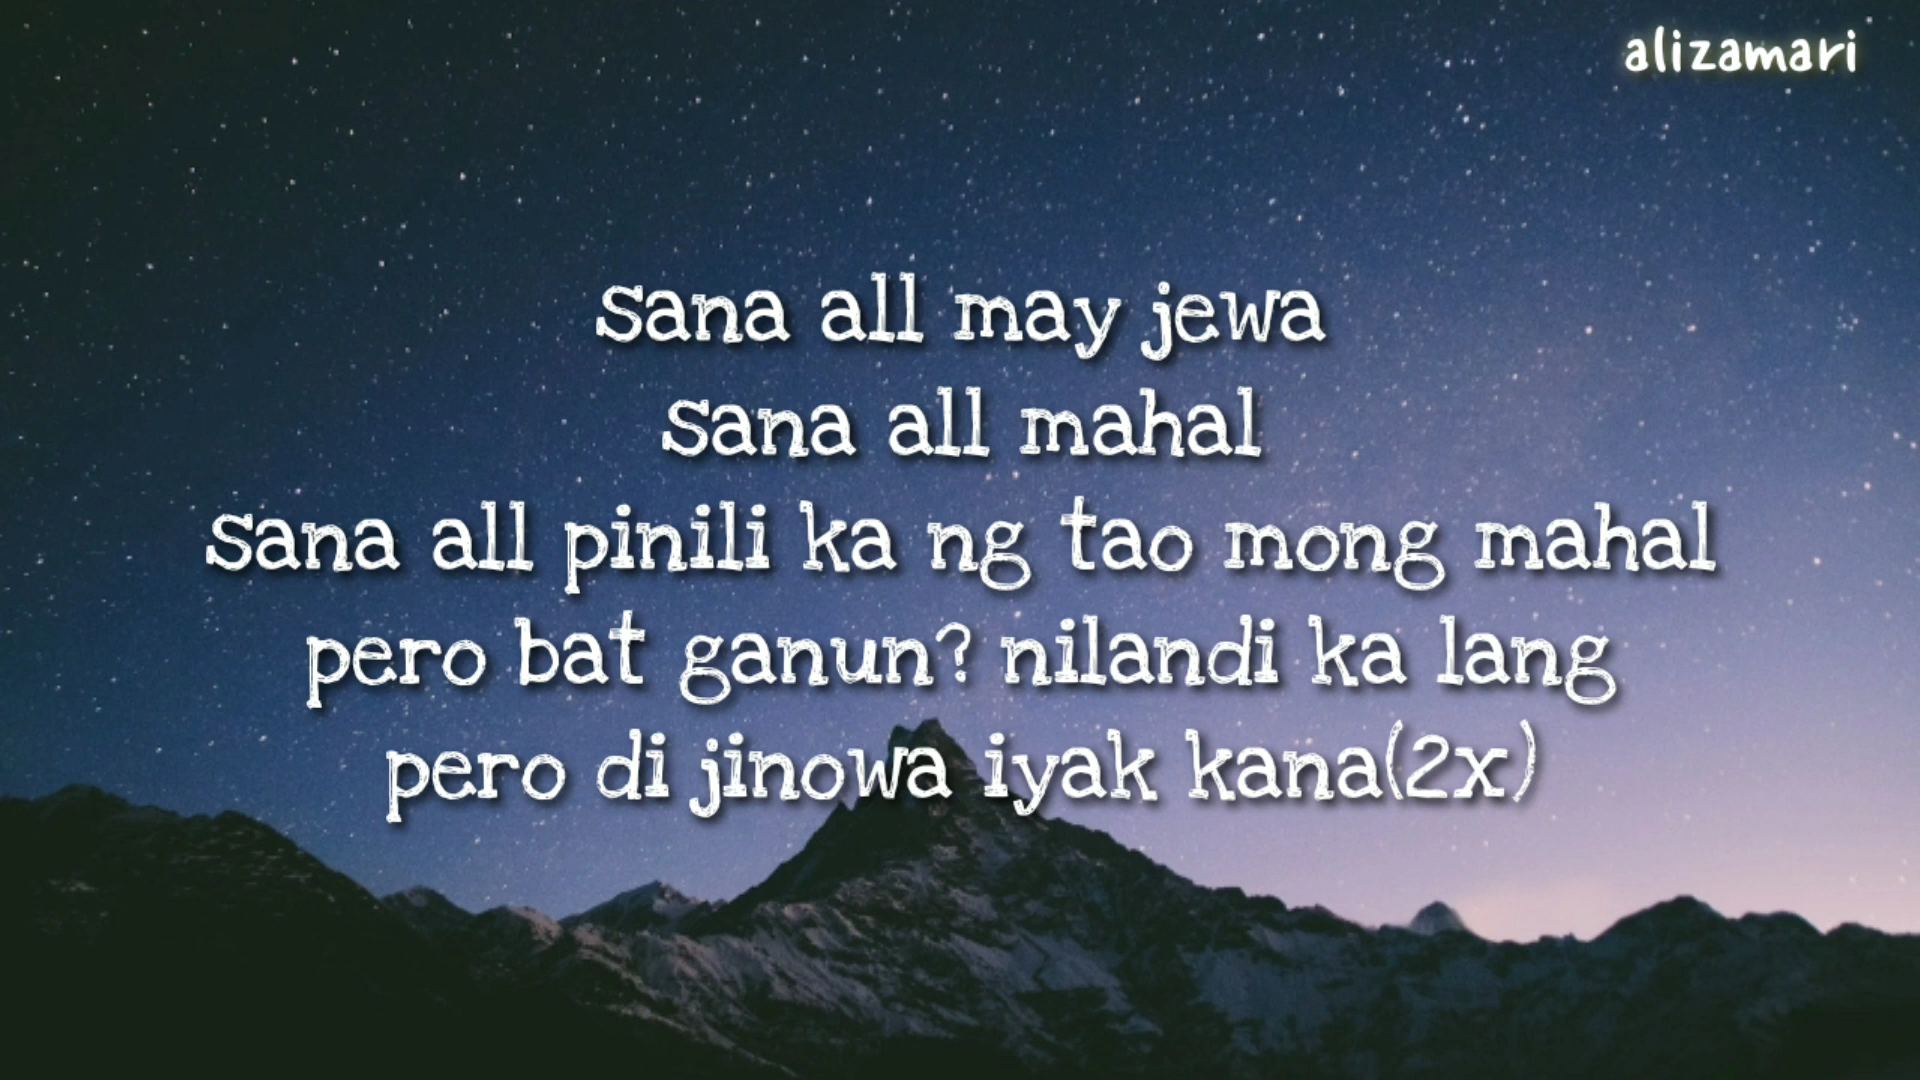 alizamari
sana all may jewa
sana all mahal
sana all pinili ka ng tao mong mahal
pero bat ganun? nilandi ka lang
pero di jinowa iyak kana(2x)